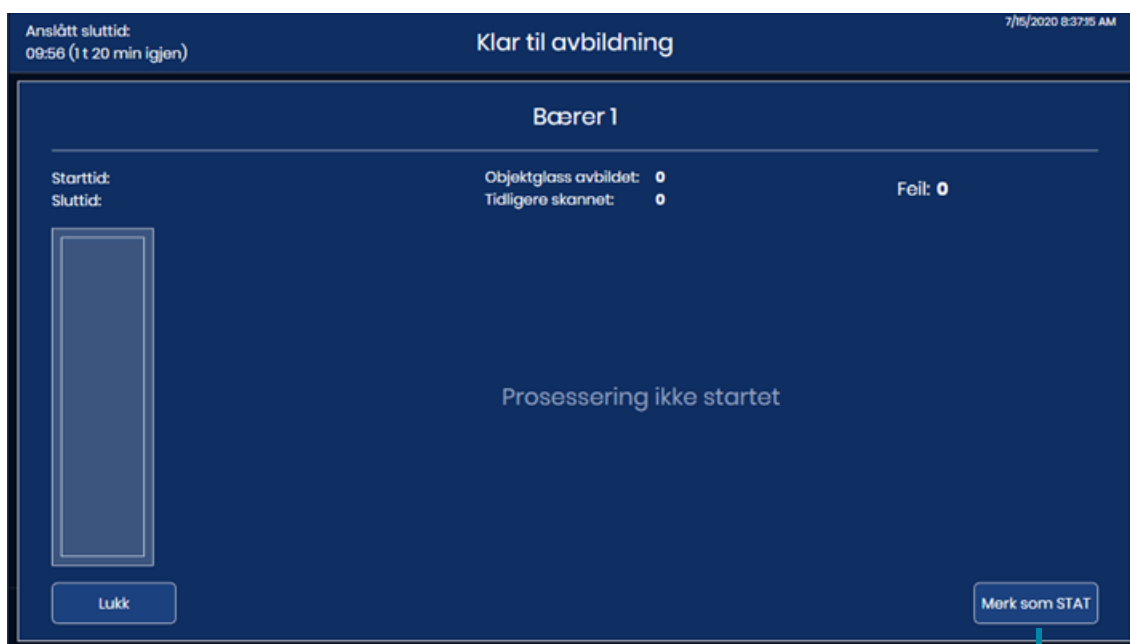 Anslått sluttid:
09:56 (1 t 20 min igjen)
Klar til avbildning
7/15/2020 8:37:15 AM
Bærer 1
Starttid:
Sluttid:
Objektglass avbildet: 0
Tidligere skannet: 0
Feil: 0
Prosessering ikke startet
Lukk
Merk som STAT